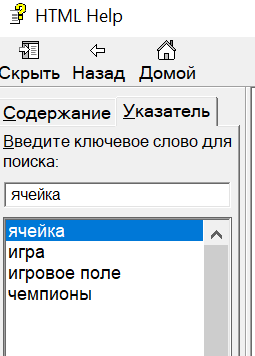 HTML Help
Скрыть Назад Домой
Содержание Указатель
Введите ключевое слово для
поиска:
ячейка
ячейка
игра
игровое поле
чемпионы